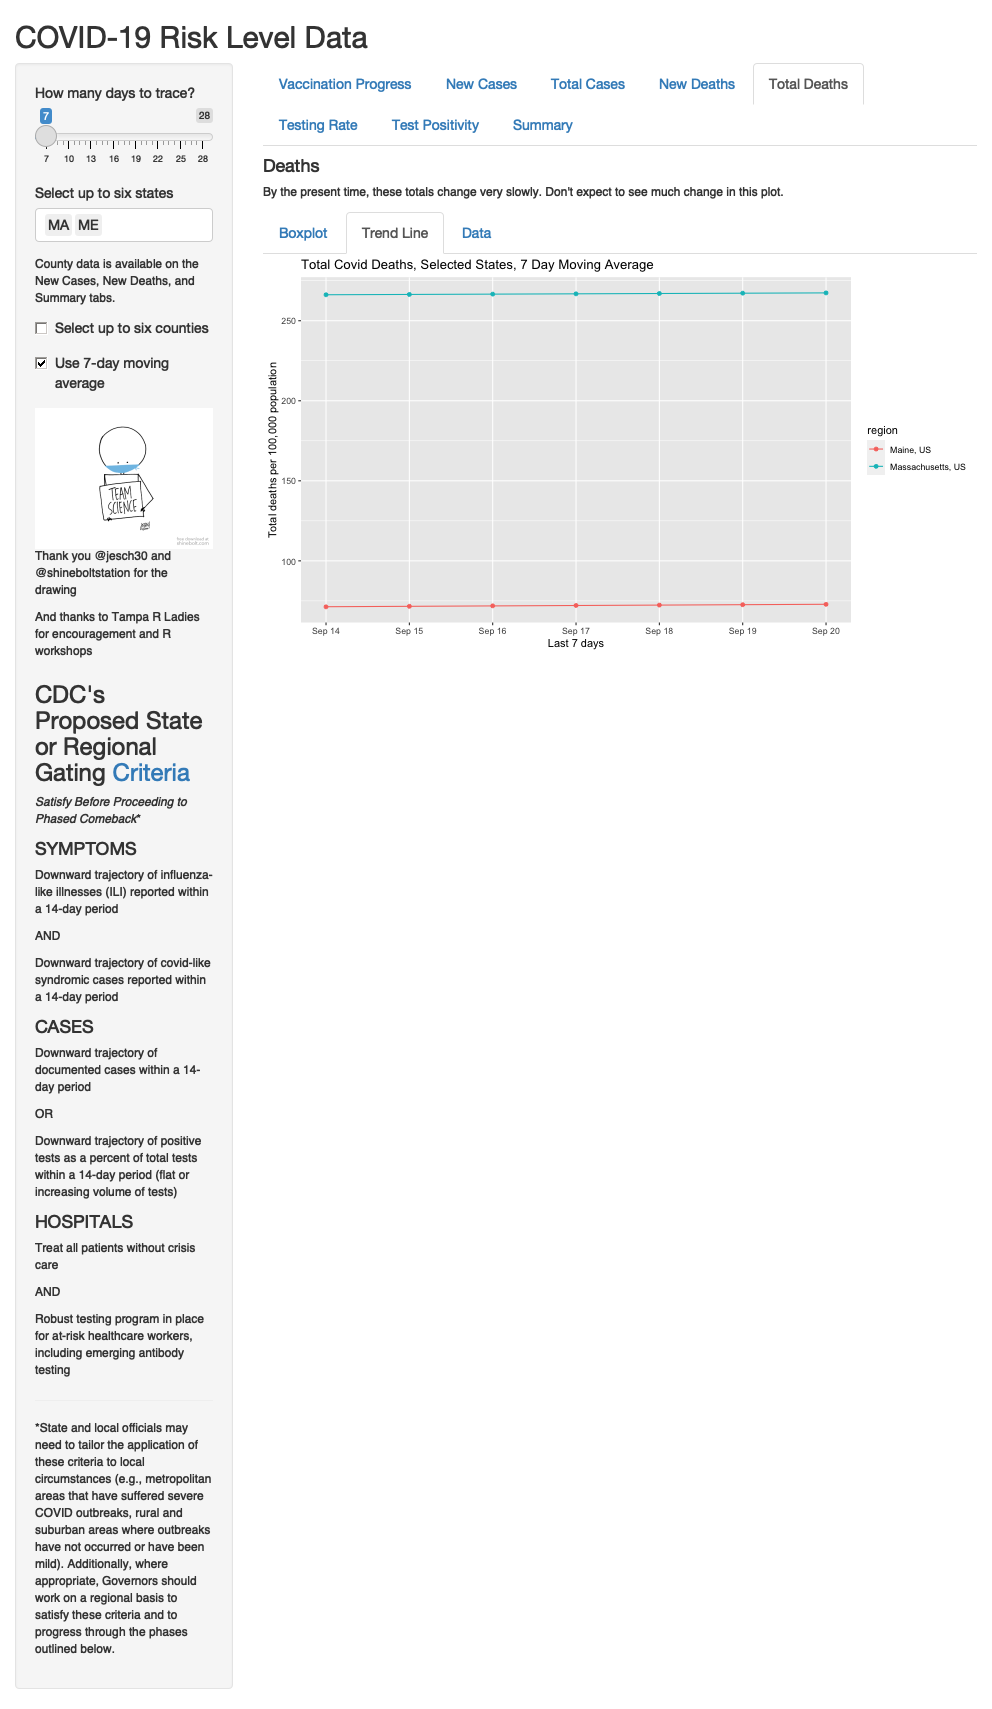 COVID-19 Risk Level Data
How many days to trace?
7
28
7 10 13 16 19 22 25 28
Select up to six states
MA ME
County data is available on the
New Cases, New Deaths, and
Summary tabs.
Select up to six counties
Use 7-day moving
average
TEAM
SCIENCE
free download at
shinebolt.com
Thank you @jesch30 and
@shineboltstation for the
drawing
And thanks to Tampa R Ladies
for encouragement and R
workshops
CDC's
Proposed State
or Regional
Gating Criteria
Satisfy Before Proceeding to
Phased Comeback*
SYMPTOMS
Downward trajectory of influenza-
like illnesses (ILI) reported within
a 14-day period
AND
Downward trajectory of covid-like
syndromic cases reported within
a 14-day period
CASES
Downward trajectory of
documented cases within a 14-
day period
OR
Downward trajectory of positive
tests as a percent of total tests
within a 14-day period (flat or
increasing volume of tests)
HOSPITALS
Treat all patients without crisis
care
AND
Robust testing program in place
for at-risk healthcare workers,
including emerging antibody
testing
*State and local officials may
need to tailor the application of
these criteria to local
circumstances (e.g., metropolitan
areas that have suffered severe
COVID outbreaks, rural and
suburban areas where outbreaks
have not occurred or have been
mild). Additionally, where
appropriate, Governors should
work on a regional basis to
satisfy these criteria and to
progress through the phases
outlined below.
Vaccination Progress New Cases Total Cases New Deaths Total Deaths
Testing Rate Test Positivity Summary
Deaths
By the present time, these totals change very slowly. Don't expect to see much change in this plot.
Boxplot Trend Line Data
Total Covid Deaths, Selected States, 7 Day Moving Average
Total deaths per 100,000 population
250
200
150
100
Sep 14 Sep 15 Sep 16 Sep 17 Sep 18 Sep 19 Sep 20
Last 7 days
region
Maine, US
Massachusetts, US